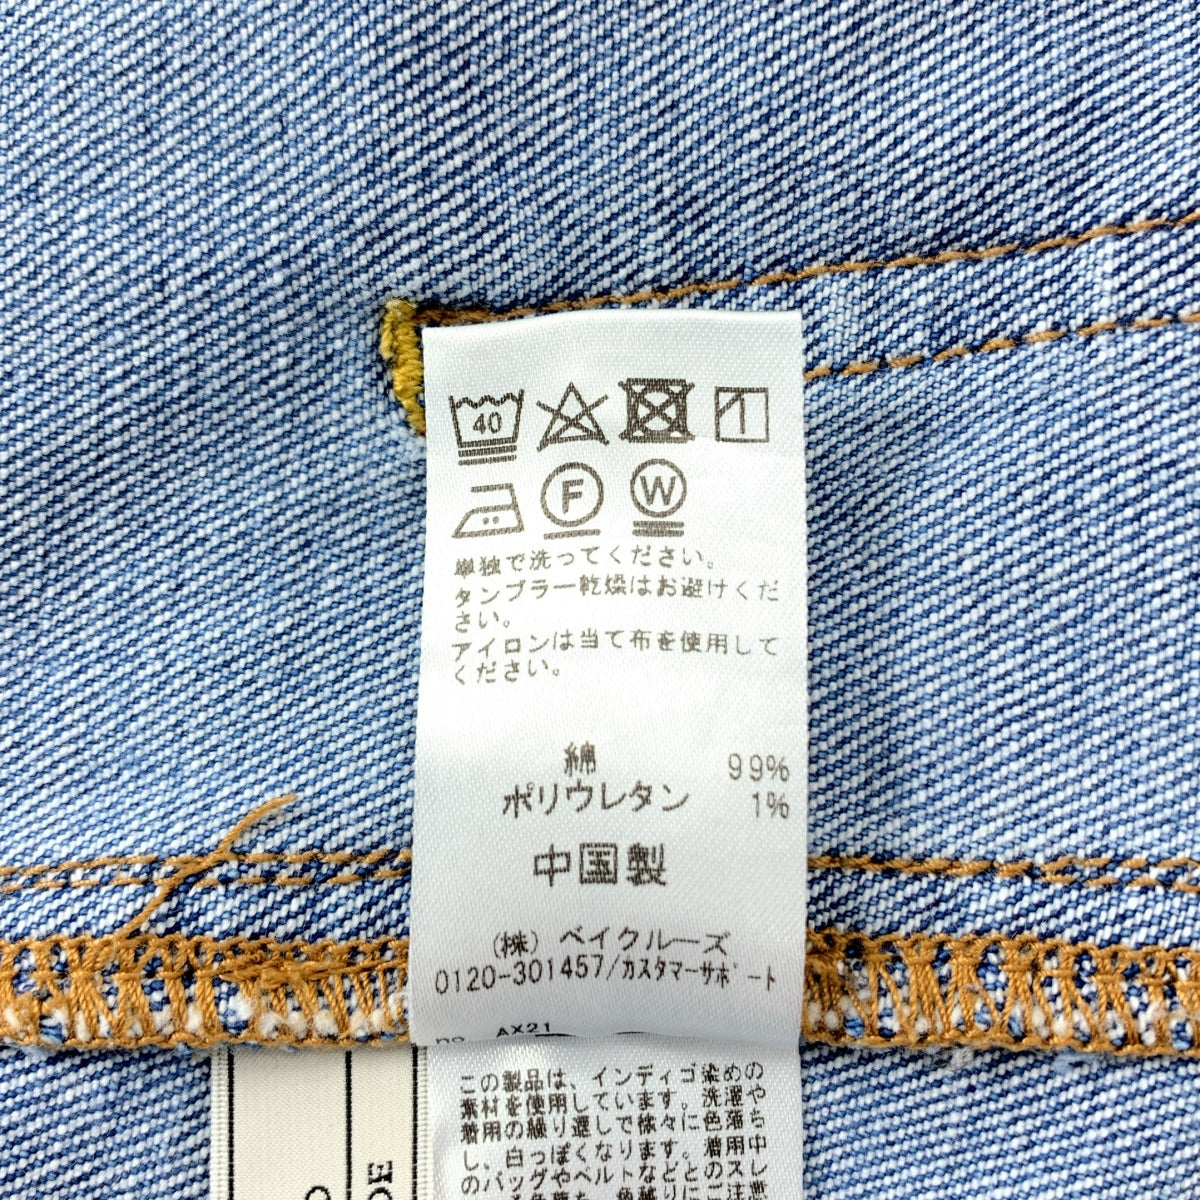 40
F
W
単独で洗ってください。
タンブラー乾燥はお避けくだ
さい。
アイロンは当て布を使用して
ください。
綿 99%
ポリウレタン 1%
中国製
(株) ベイクルーズ
0120-301457/カスタマーサポート
no. AX21
この製品は、インディゴ染めの
素材を使用しています。洗濯や
着用の繰り返しで徐々に色落ち
し、白っぽくなります。着用中
のバッグやベルトなどとのスレ